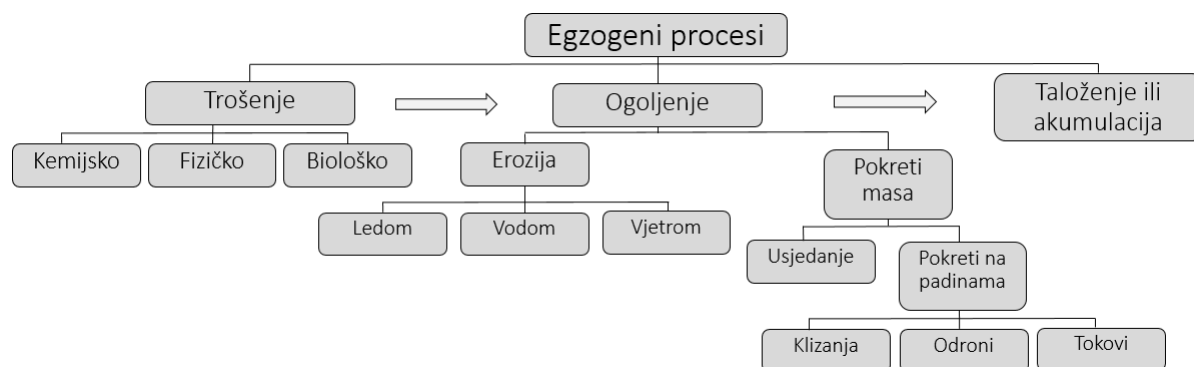 Egzogeni procesi
Trošenje
Ogoljenje
Taloženje ili
akumulacija
Kemijsko
Fizičko
Biološko
Erozija
Pokreti
masa
Ledom
Vodom
Vjetrom
Usjedanje
Pokreti na
padinama
Klizanja
Odroni
Tokovi